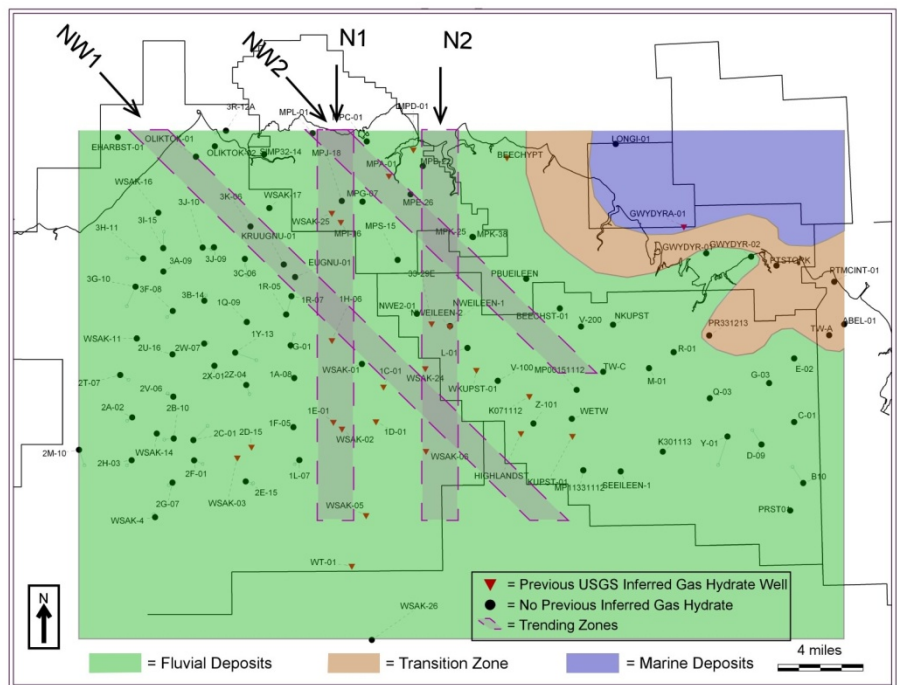 NW1
NW2
N1
N2
3R-12A
MPL-01
MPC-01
MPD-01
OLIKTOK-01
EHARBST-01
OLIKTOK-02
SIMP32-14
MPJ-18
MPA-01
BEECHYPT
LONGI-01
WSAK-16
3J-10
3K-06
WSAK-17
MPG-07
MPE-26
3I-15
WSAK-25
GWYDYRA-01
3H-11
KRUUGNU-01
MPI-26
MPS-15
MPK-25
MPK-38
3A-09
3J-09
EUGNU-01
GWYDYR-01
GWYDYR-02
3C-06
33-29E
PTSTORK
3G-10
3F-08
1R-05
PBUEILEEN
PTMCINT-01
3B-14
1Q-09
1R-07
1H-06
NWE2-01
NWEILEEN-1
NWEILEEN-2
BEECHST-01
V-200
NKUPST
ABEL-01
PR331213
TW-A
WSAK-11
1Y-13
2U-16
2W-07
G-01
L-01
R-01
WSAK-01
1C-01
V-100
MP00151112
TW-C
E-02
2T-07
2X-01
2Z-04
1A-08
WSAK-24
M-01
G-03
2V-06
WKUPST-01
Z-101
Q-03
2A-02
2B-10
1E-01
K071112
WETW
C-01
2C-01
2D-15
1F-05
WSAK-02
1D-01
K301113
Y-01
2M-10
WSAK-14
WSAK-06
D-09
2H-03
2F-01
1L-07
HIGHLANDST
KUPST-01
MP11331112
SEEILEEN-1
B10
2G-07
WSAK-03
2E-15
WSAK-4
WSAK-05
PRST01
WT-01
WSAK-26
N
= Previous USGS Inferred Gas Hydrate Well
= No Previous Inferred Gas Hydrate
= Trending Zones
= Fluvial Deposits
= Transition Zone
= Marine Deposits
4 miles